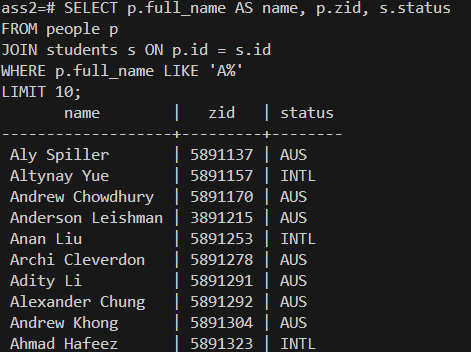 ass2=# SELECT p.full_name AS name, p.zid, s.status
FROM people p
JOIN students s ON p.id = s.id
WHERE p.full_name LIKE 'A%'
LIMIT 10;
       name        |   zid   | status
-------------------+---------+--------
 Aly Spiller       | 5891137 | AUS
 Altynay Yue       | 5891157 | INTL
 Andrew Chowdhury  | 5891170 | AUS
 Anderson Leishman | 3891215 | AUS
 Anan Liu          | 5891253 | INTL
 Archi Cleverdon   | 5891278 | AUS
 Adity Li          | 5891291 | AUS
 Alexander Chung   | 5891292 | AUS
 Andrew Khong      | 5891304 | AUS
 Ahmad Hafeez      | 5891323 | INTL